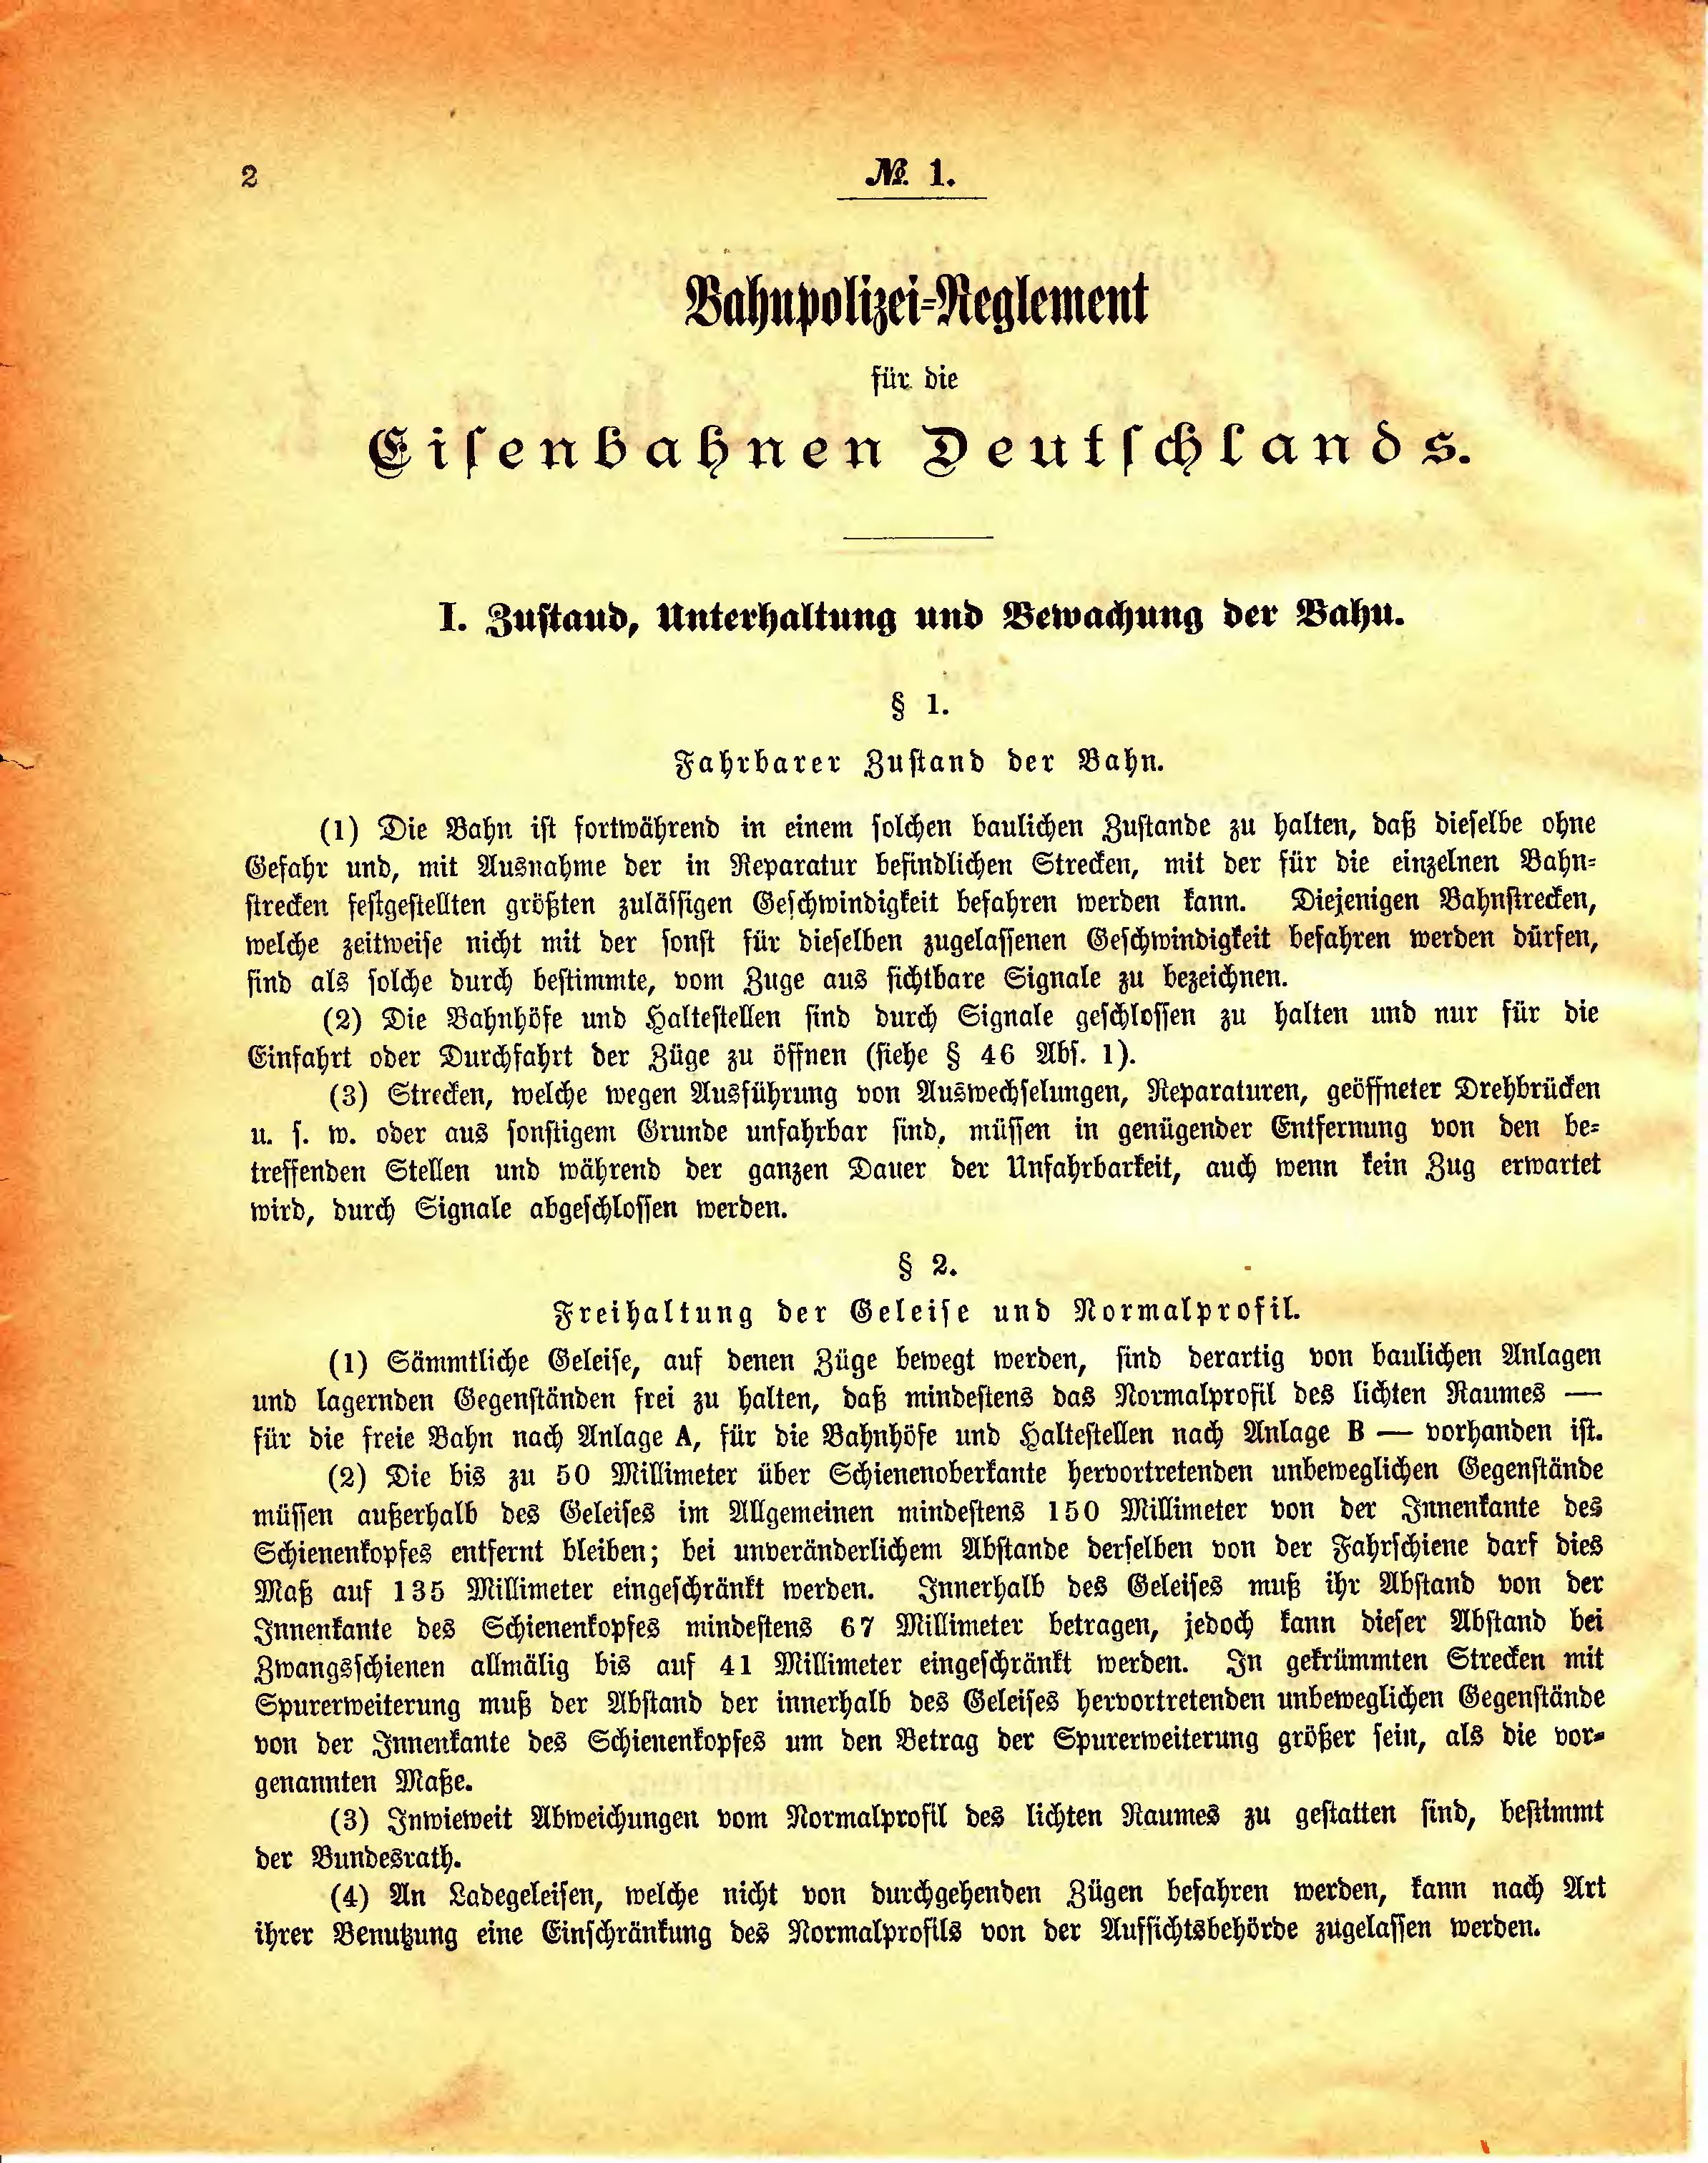 2
№. 1.
Bahnpolizei-Reglement
für die
Eisenbahnen Deutschlands.
I. Zustand, Unterhaltung und Bewachung der Bahn.
§ 1.
Fahrbarer Zustand der Bahn.
(1) Die Bahn ist fortwährend in einem solchen baulichen Zustande zu halten, daß dieselbe ohne
Gefahr und, mit Ausnahme der in Reparatur befindlichen Strecken, mit der für die einzelnen Bahn-
strecken festgestellten größten zulässigen Geschwindigkeit befahren werden kann. Diejenigen Bahnstrecken,
welche zeitweise nicht mit der sonst für dieselben zugelassenen Geschwindigkeit befahren werden dürfen,
sind als solche durch bestimmte, vom Zuge aus sichtbare Signale zu bezeichnen.
(2) Die Bahnhöfe und Haltestellen sind durch Signale geschlossen zu halten und nur für die
Einfahrt oder Durchfahrt der Züge zu öffnen (siehe § 46 Abs. 1).
(3) Strecken, welche wegen Ausführung von Auswechselungen, Reparaturen, geöffneter Drehbrücken
u. s. w. oder aus sonstigem Grunde unfahrbar sind, müssen in genügender Entfernung von den be-
treffenden Stellen und während der ganzen Dauer der Unfahrbarkeit, auch wenn kein Zug erwartet
wird, durch Signale abgeschlossen werden.
§ 2.
Freihaltung der Geleise und Normalprofil.
(1) Sämmtliche Geleise, auf denen Züge bewegt werden, sind derartig von baulichen Anlagen
und lagernden Gegenständen frei zu halten, daß mindestens das Normalprofil des lichten Raumes —
für die freie Bahn nach Anlage A, für die Bahnhöfe und Haltestellen nach Anlage B — vorhanden ist.
(2) Die bis zu 50 Millimeter über Schienenoberkante hervortretenden unbeweglichen Gegenstände
müssen außerhalb des Geleises im Allgemeinen mindestens 150 Millimeter von der Innenkante des
Schienenkopfes entfernt bleiben; bei unveränderlichem Abstande derselben von der Fahrschiene darf dies
Maß auf 135 Millimeter eingeschränkt werden. Innerhalb des Geleises muß ihr Abstand von der
Innenkante des Schienenkopfes mindestens 67 Millimeter betragen, jedoch kann dieser Abstand bei
Zwangsschienen allmälig bis auf 41 Millimeter eingeschränkt werden. In gekrümmten Strecken mit
Spurerweiterung muß der Abstand der innerhalb des Geleises hervortretenden unbeweglichen Gegenstände
von der Innenkante des Schienenkopfes um den Betrag der Spurerweiterung größer sein, als die vor-
genannten Maße.
(3) Inwieweit Abweichungen vom Normalprofil des lichten Raumes zu gestatten sind, bestimmt
der Bundesrath.
(4) An Ladegeleisen, welche nicht von durchgehenden Zügen befahren werden, kann nach Art
ihrer Benutzung eine Einschränkung des Normalprofils von der Aufsichtsbehörde zugelassen werden.